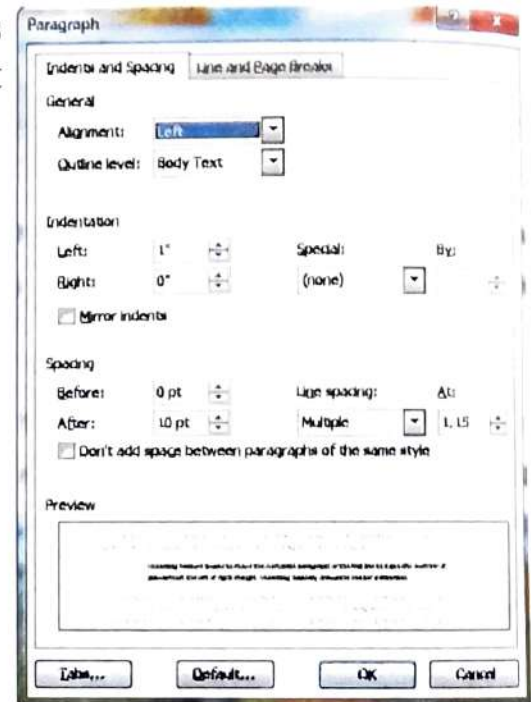 Paragraph
Indents and Spacing Line and Page Breaks
General
Alignment: Left
Outline level: Body Text
Indentation
Left: 1" Special: By:
Right: 0" (none)
Mirror indents
Spacing
Before: 0 pt Line spacing: At:
After: 10 pt Multiple 1.15
Don't add space between paragraphs of the same style
Preview
Tabs... Default... OK Cancel